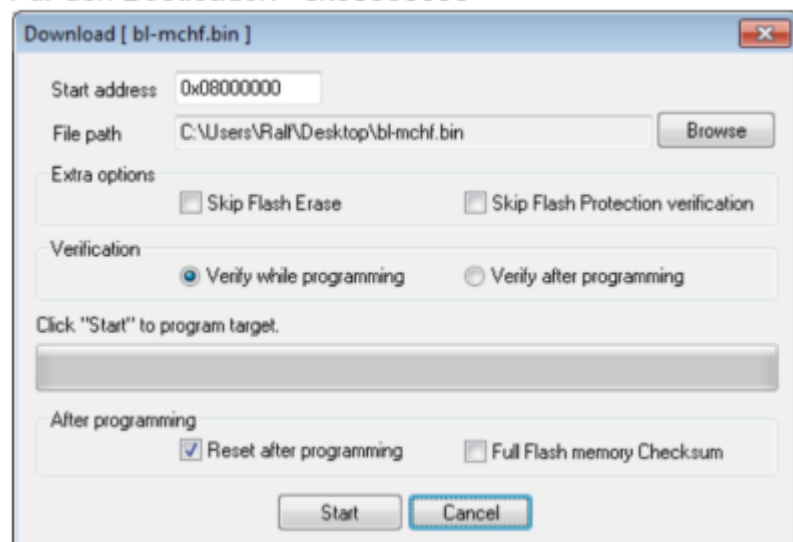 Download [ bl-mchf.bin ]
Start address 0x08000000
File path C:\Users\Ralf\Desktop\bl-mchf.bin Browse
Extra options
Skip Flash Erase Skip Flash Protection verification
Verification
Verify while programming Verify after programming
Click "Start" to program target.
After programming
Reset after programming Full Flash memory Checksum
Start Cancel